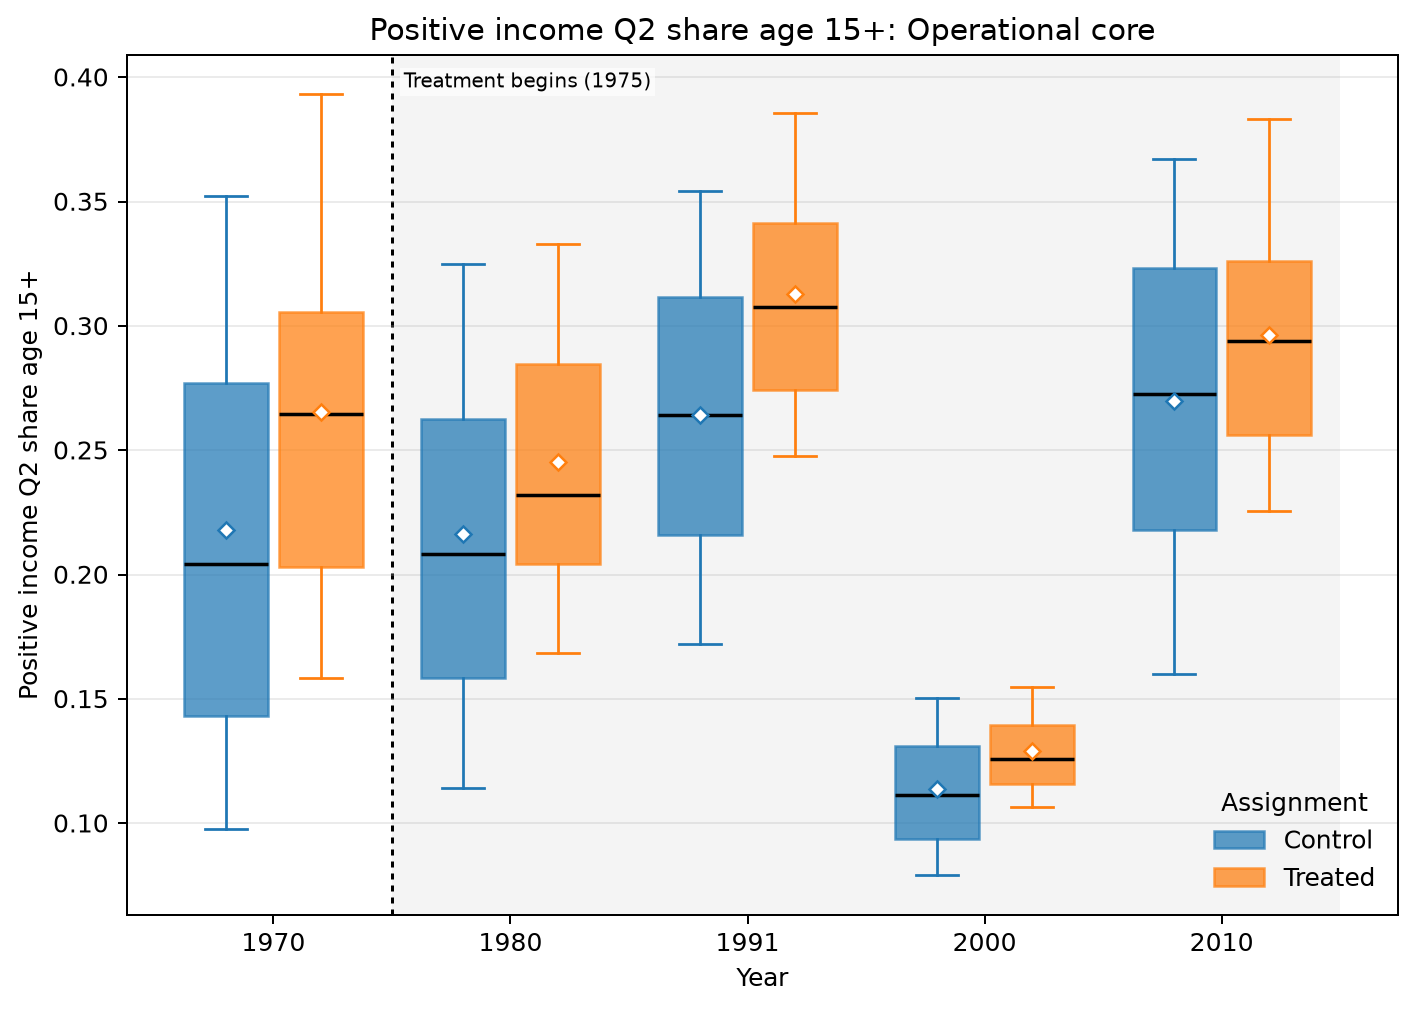 Positive income Q2 share age 15+: Operational core
Treatment begins (1975)
Positive income Q2 share age 15+
0.40
0.35
0.30
0.25
0.20
0.15
0.10
Assignment
Control
Treated
1970
1980
1991
2000
2010
Year